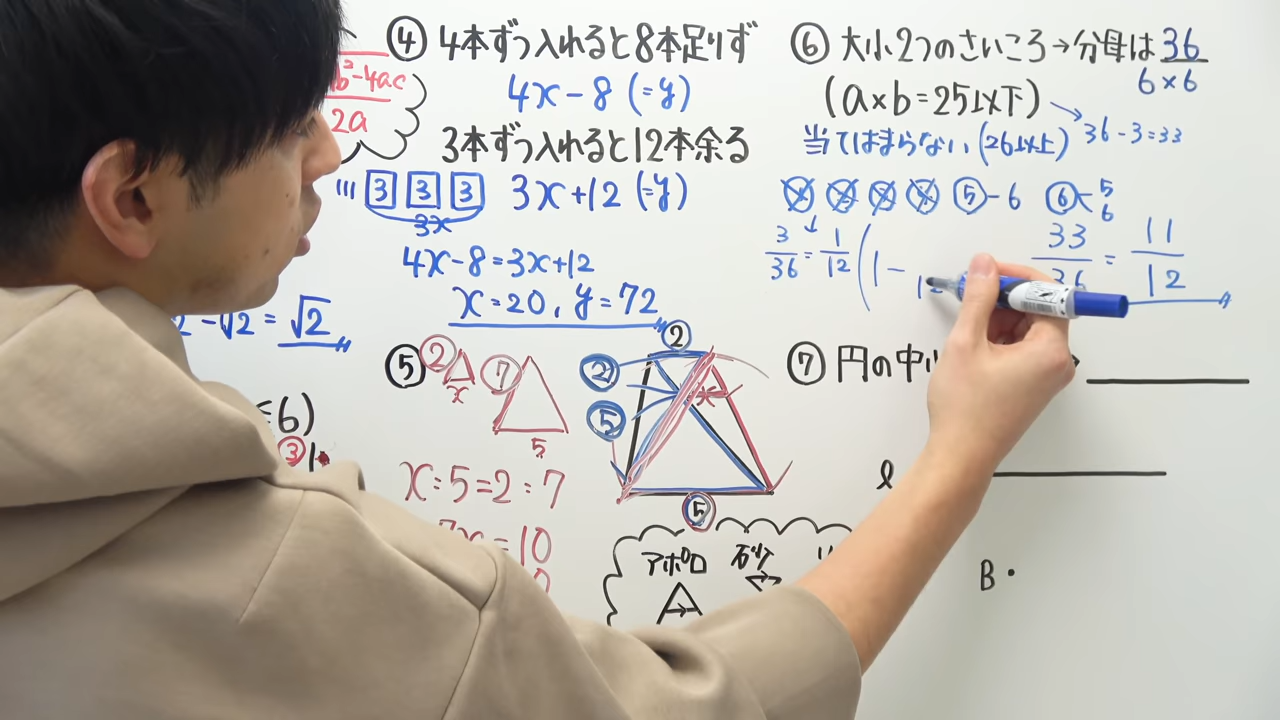 b²-4ac
2a
√2 = √2
6)
③
④ 4本ずつ入れると8本足りず
4x-8 (=y)
3本ずつ入れると12本余る
3 3 3
3x
3x+12 (=y)
4x-8=3x+12
x=20, y=72
⑤ ② x ⑦ 5
② ② ⑤ x ⑤
x:5=2:7
=10
アポロ
⑥ 大小2つのさいころ→分母は36
6×6
(a×b=25以下)
36-3=33
当てはまらない(26以上)
⑤-6 ⑥< 5 6
3/36 = 1/12 (1-
33/36 = 11/12
⑦ 円の中
l
B・